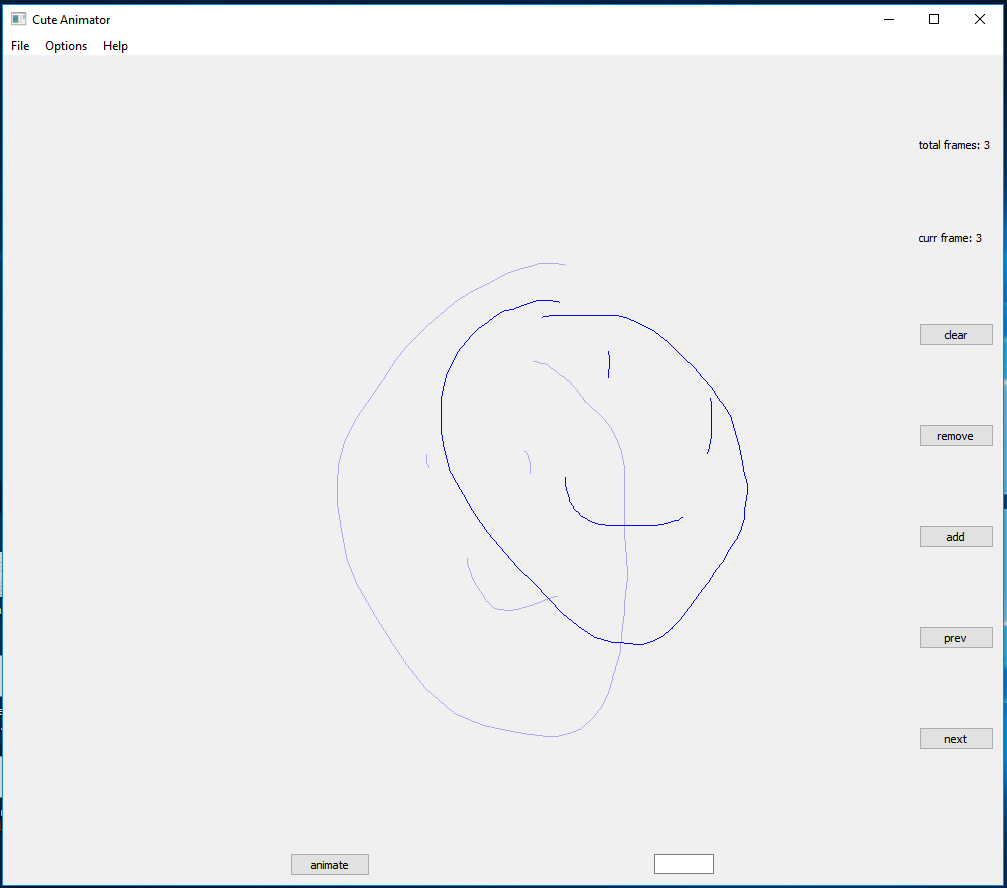 Cute Animator
File Options Help
total frames: 3
curr frame: 3
clear
remove
add
prev
next
animate